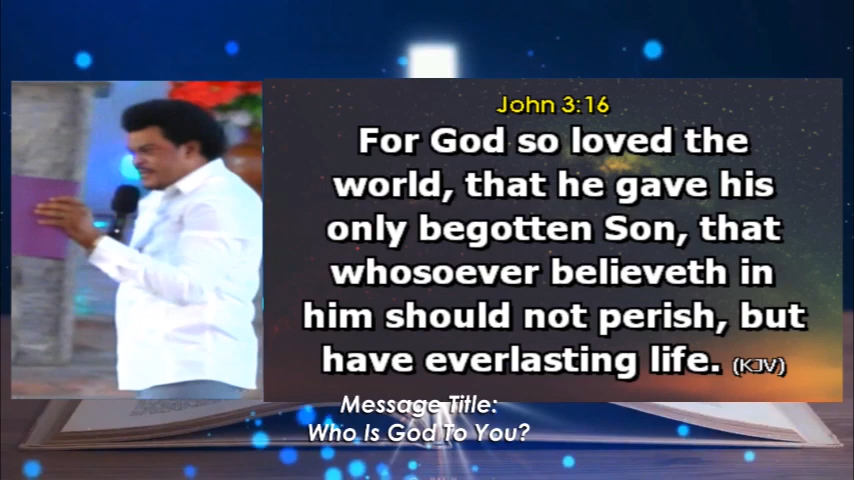 John 3:16
For God so loved the
world, that he gave his
only begotten Son, that
whosoever believeth in
him should not perish, but
have everlasting life. (KJV)
Message Title:
Who Is God To You?